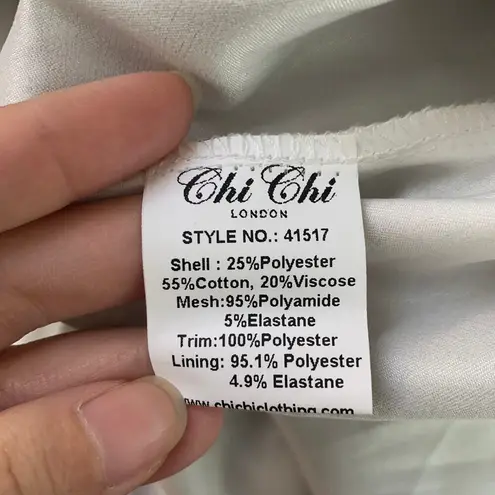 Chi Chi
LONDON
STYLE NO.: 41517
Shell : 25%Polyester
55%Cotton, 20%Viscose
Mesh:95%Polyamide
5%Elastane
Trim:100%Polyester
Lining: 95.1% Polyester
4.9% Elastane
www.chichiclothing.com